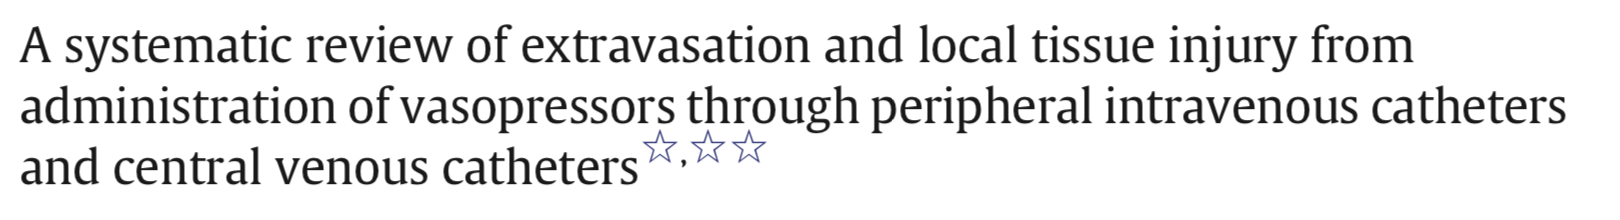 A systematic review of extravasation and local tissue injury from
administration of vasopressors through peripheral intravenous catheters
and central venous catheters☆,☆☆